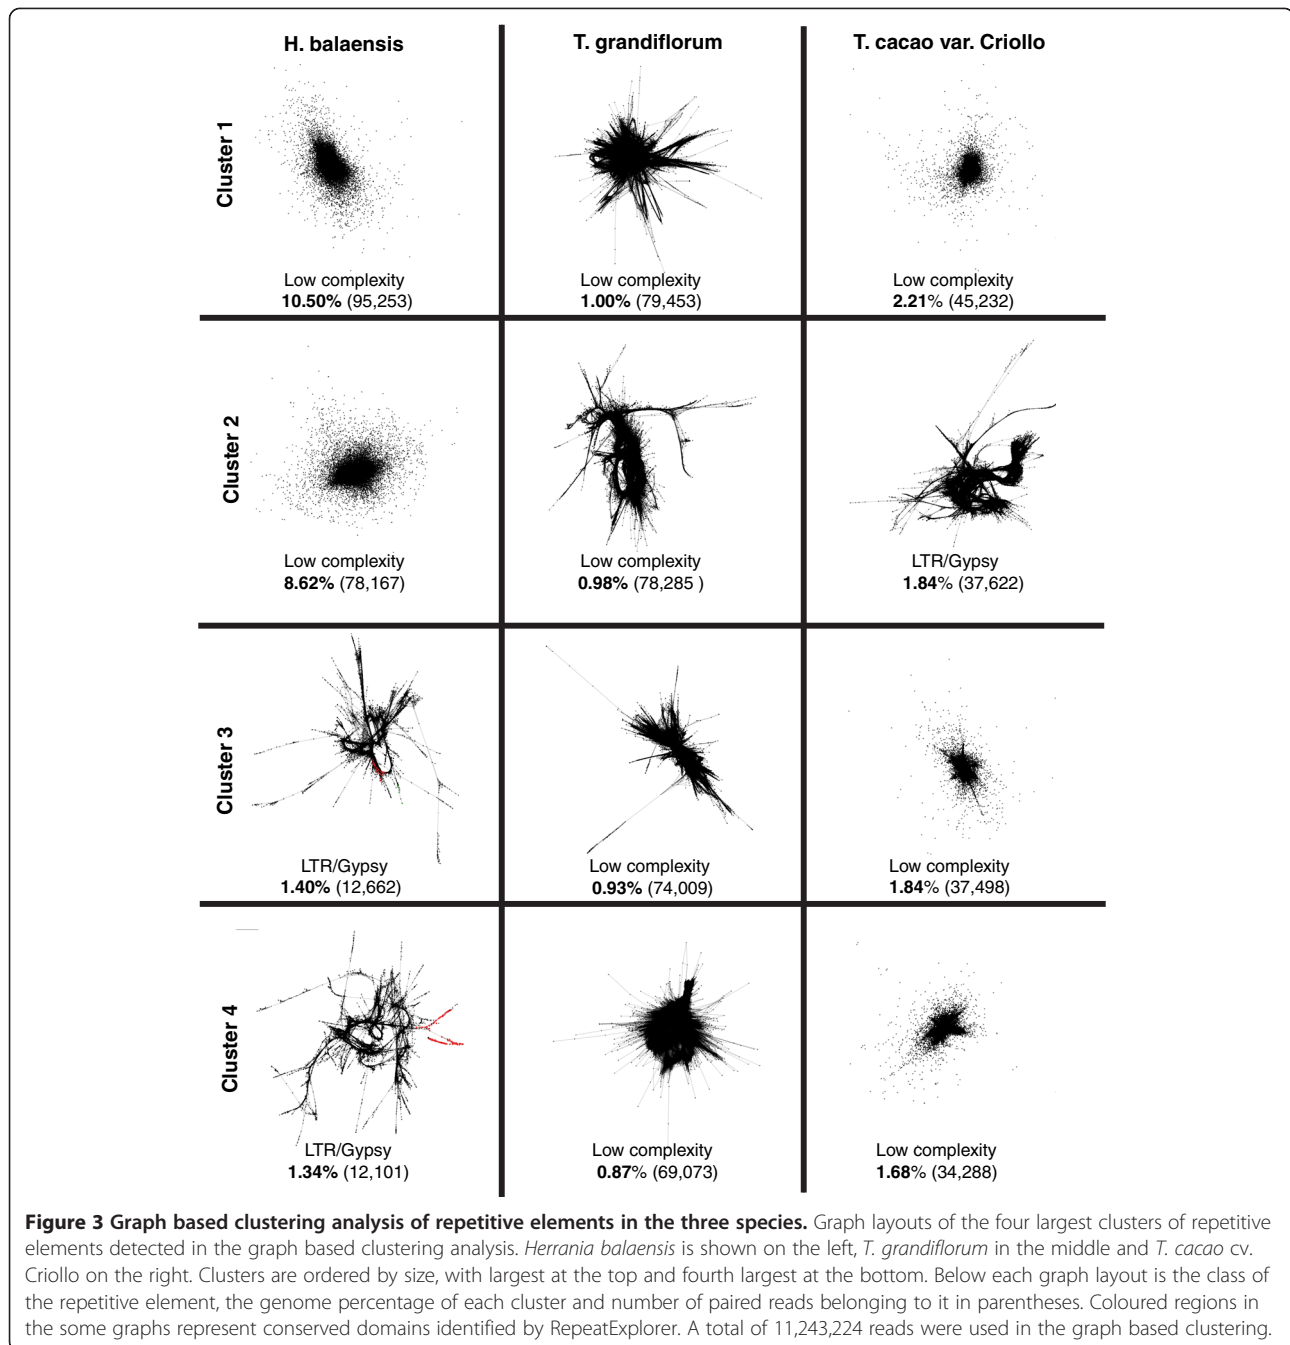 H. balaensis
T. grandiflorum
T. cacao var. Criollo
Cluster 1
Low complexity
10.50% (95,253)
Low complexity
1.00% (79,453)
Low complexity
2.21% (45,232)
Cluster 2
Low complexity
8.62% (78,167)
Low complexity
0.98% (78,285 )
LTR/Gypsy
1.84% (37,622)
Cluster 3
LTR/Gypsy
1.40% (12,662)
Low complexity
0.93% (74,009)
Low complexity
1.84% (37,498)
Cluster 4
LTR/Gypsy
1.34% (12,101)
Low complexity
0.87% (69,073)
Low complexity
1.68% (34,288)
Figure 3 Graph based clustering analysis of repetitive elements in the three species. Graph layouts of the four largest clusters of repetitive
elements detected in the graph based clustering analysis. Herrania balaensis is shown on the left, T. grandiflorum in the middle and T. cacao cv.
Criollo on the right. Clusters are ordered by size, with largest at the top and fourth largest at the bottom. Below each graph layout is the class of
the repetitive element, the genome percentage of each cluster and number of paired reads belonging to it in parentheses. Coloured regions in
the some graphs represent conserved domains identified by RepeatExplorer. A total of 11,243,224 reads were used in the graph based clustering.